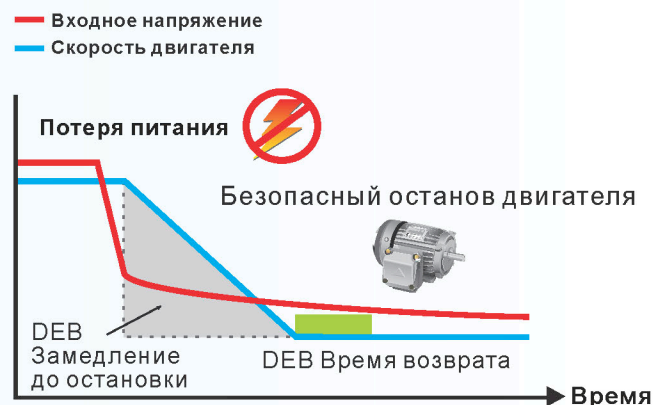 Входное напряжение
Скорость двигателя
Потеря питания
Безопасный останов двигателя
DEB
Замедление
до остановки
DEB Время возврата
Время